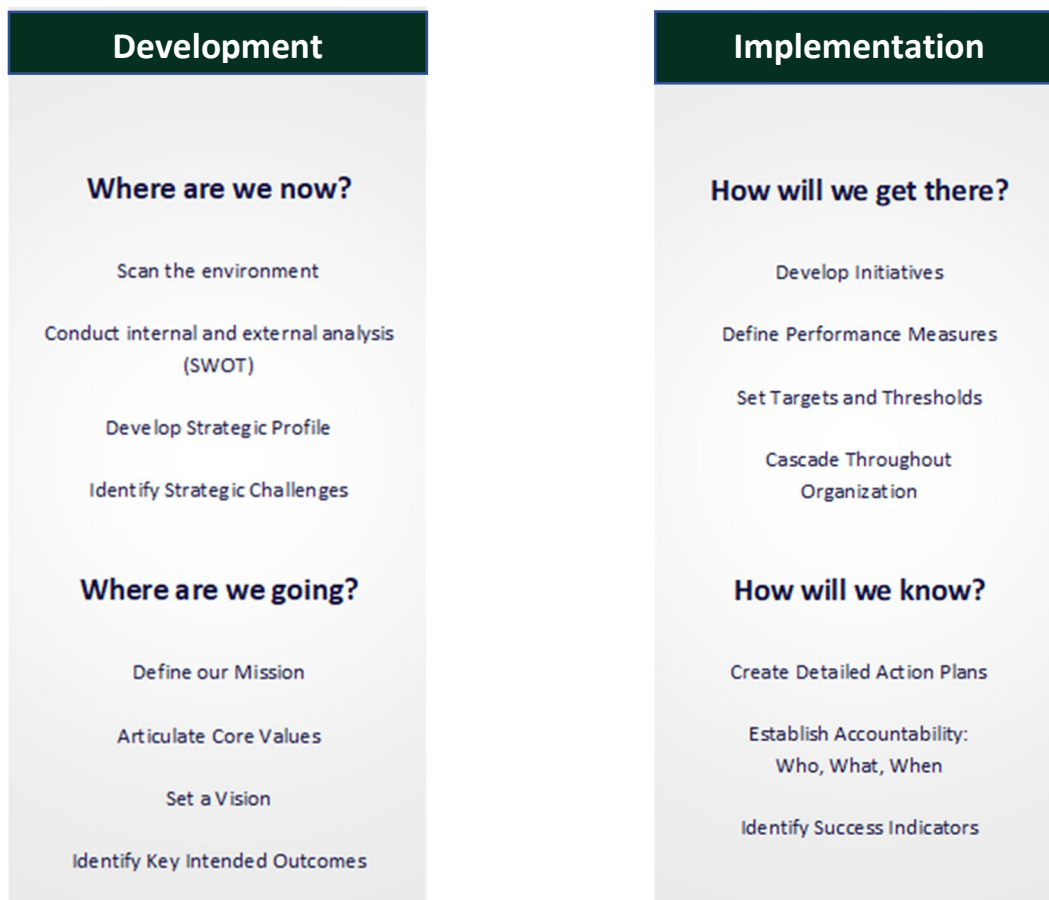 Development
Where are we now?
Scan the environment
Conduct internal and external analysis
(SWOT)
Develop Strategic Profile
Identify Strategic Challenges
Where are we going?
Define our Mission
Articulate Core Values
Set a Vision
Identify Key Intended Outcomes
Implementation
How will we get there?
Develop Initiatives
Define Performance Measures
Set Targets and Thresholds
Cascade Throughout
Organization
How will we know?
Create Detailed Action Plans
Establish Accountability:
Who, What, When
Identify Success Indicators